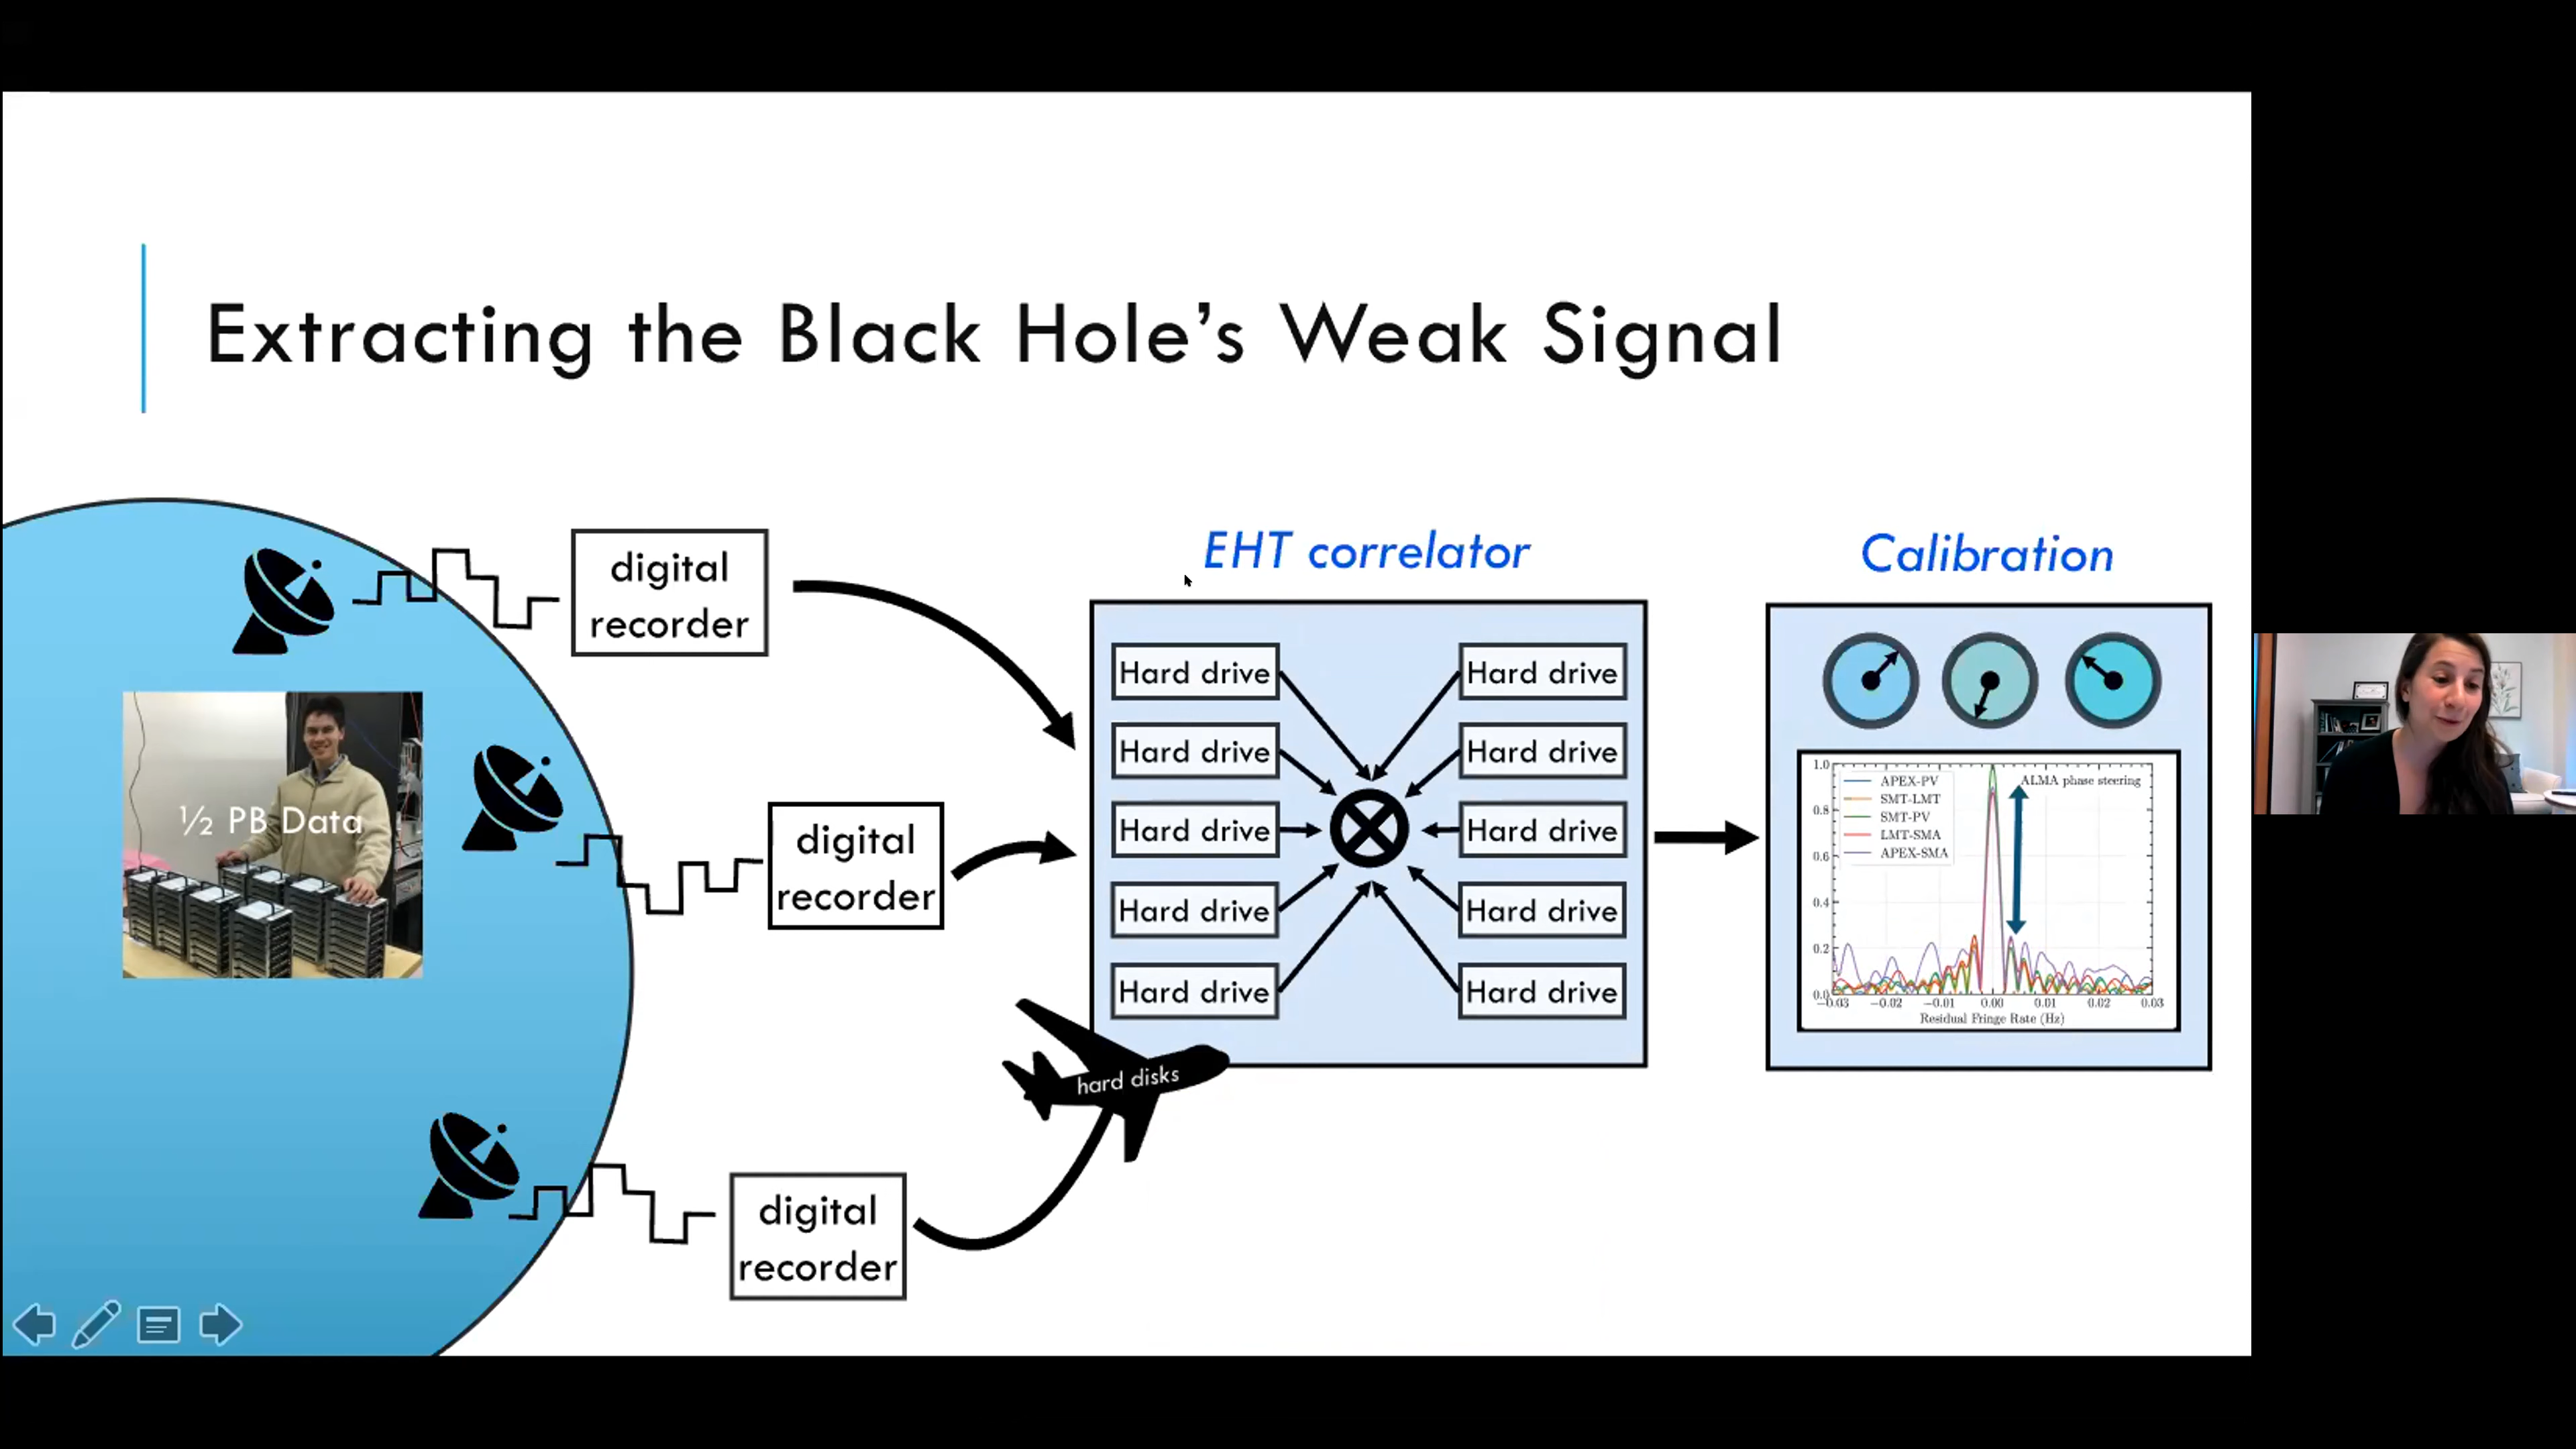 Extracting the Black Hole's Weak Signal
digital
recorder
½ PB Data
digital
recorder
digital
recorder
hard disks
EHT correlator
Hard drive
Hard drive
Hard drive
Hard drive
Hard drive
Hard drive
Hard drive
Hard drive
Hard drive
Hard drive
Calibration
ALMA phase steering
APEX-PV
SMT-LMT
SMT-PV
LMT-SMA
APEX-SMA
1.0
0.8
0.6
0.4
0.2
0.0
−0.03 −0.02 −0.01 0.00 0.01 0.02 0.03
Residual Fringe Rate (Hz)